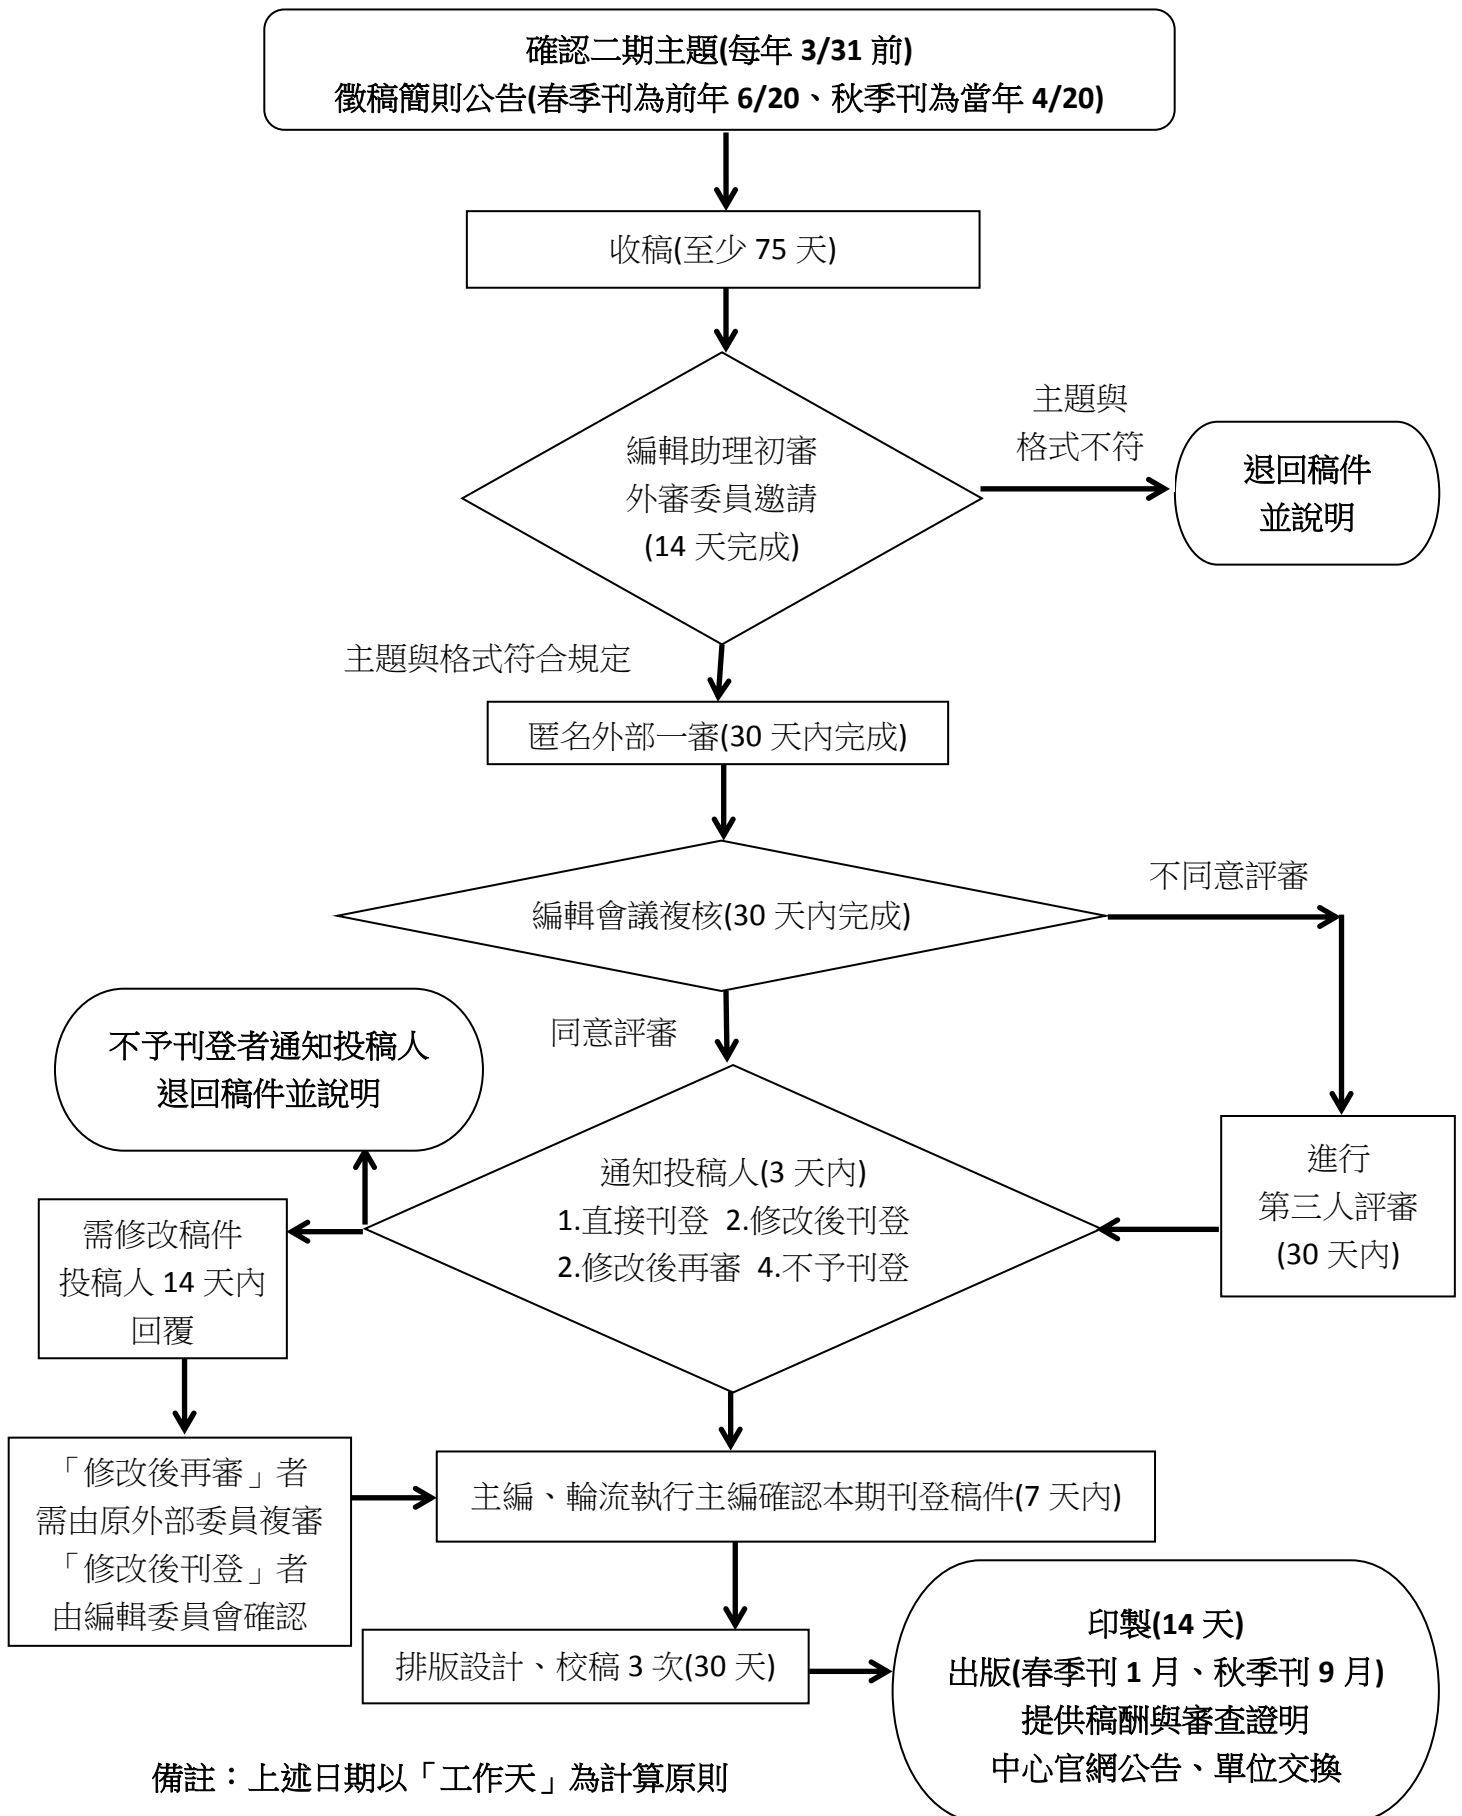 確認二期主題(每年 3/31 前)
徵稿簡則公告(春季刊為前年 6/20、秋季刊為當年 4/20)
收稿(至少 75 天)
編輯助理初審
外審委員邀請
(14 天完成)
主題與
格式不符
退回稿件
並說明
主題與格式符合規定
匿名外部一審(30 天內完成)
編輯會議複核(30 天內完成)
不同意評審
同意評審
不予刊登者通知投稿人
退回稿件並說明
通知投稿人(3 天內)
1.直接刊登 2.修改後刊登
2.修改後再審 4.不予刊登
進行
第三人評審
(30 天內)
需修改稿件
投稿人 14 天內
回覆
「修改後再審」者
需由原外部委員複審
「修改後刊登」者
由編輯委員會確認
主編、輪流執行主編確認本期刊登稿件(7 天內)
排版設計、校稿 3 次(30 天)
印製(14 天)
出版(春季刊 1 月、秋季刊 9 月)
提供稿酬與審查證明
中心官網公告、單位交換
備註：上述日期以「工作天」為計算原則